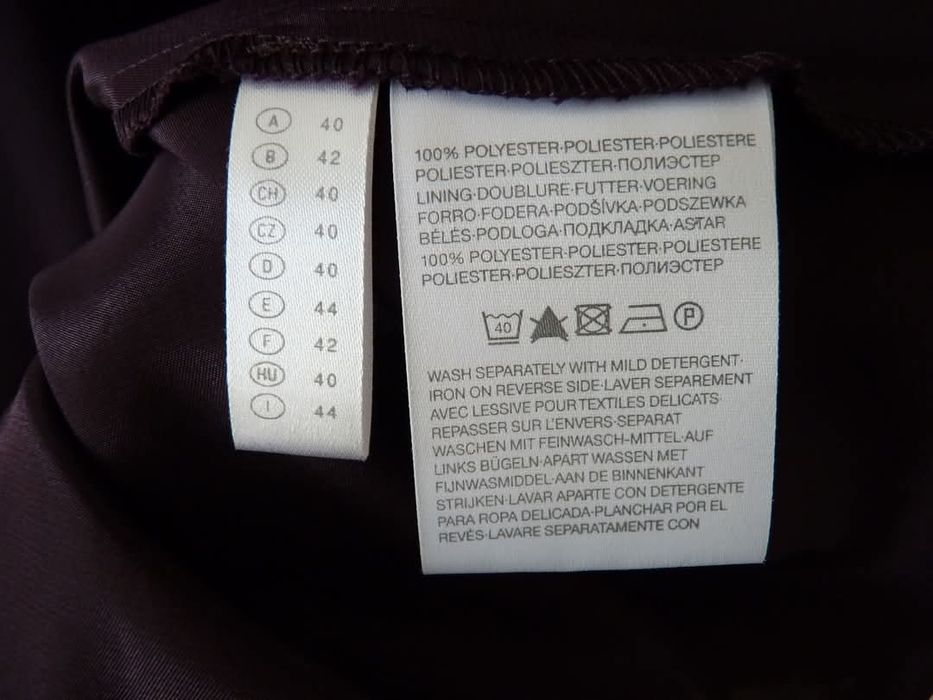 A 40
B 42
CH 40
CZ 40
D 40
E 44
F 42
HU 40
I 44
100% POLYESTER·POLIESTER·POLIESTERE
POLIESTER·POLIESZTER·ПОЛИЭСТЕР
LINING·DOUBLURE·FUTTER·VOERING
FORRO·FODERA·PODŠÍVKA·PODSZEWKA
BÉLÉS·PODLOGA·ПОДКЛАДКА·ASTAR
100% POLYESTER·POLIESTER·POLIESTERE
POLIESTER·POLIESZTER·ПОЛИЭСТЕР
40 P
WASH SEPARATELY WITH MILD DETERGENT·
IRON ON REVERSE SIDE·LAVER SEPAREMENT
AVEC LESSIVE POUR TEXTILES DELICATS·
REPASSER SUR L'ENVERS·SEPARAT
WASCHEN MIT FEINWASCH-MITTEL·AUF
LINKS BÜGELN·APART WASSEN MET
FIJNWASMIDDEL·AAN DE BINNENKANT
STRIJKEN·LAVAR APARTE CON DETERGENTE
PARA ROPA DELICADA·PLANCHAR POR EL
REVÉS·LAVARE SEPARATAMENTE CON